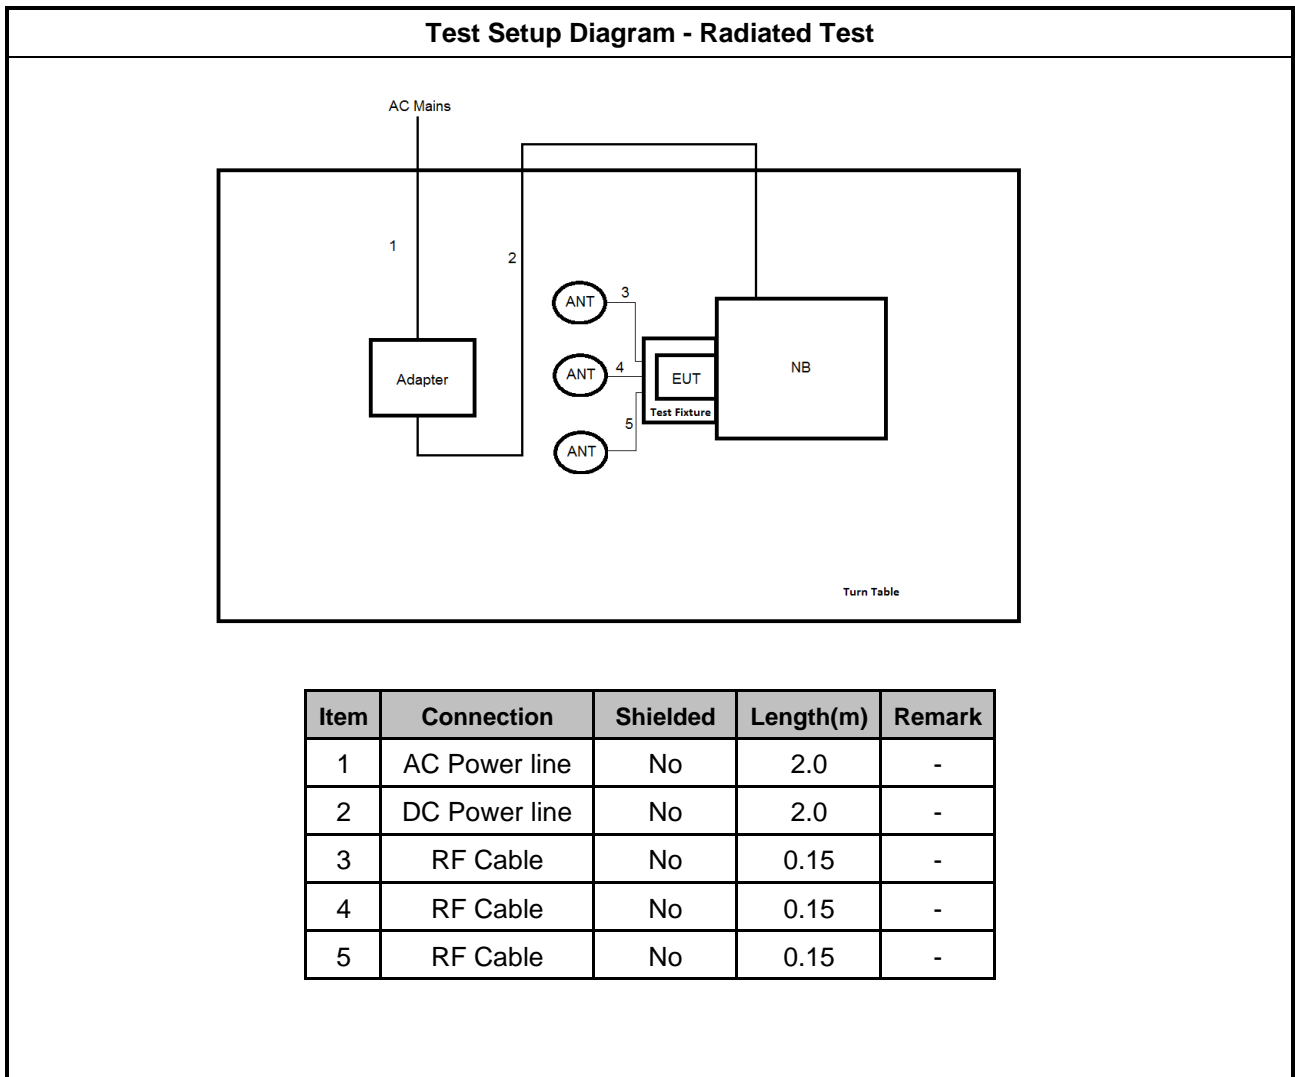 Test Setup Diagram - Radiated Test
AC Mains
1
2
3
ANT
4
ANT
5
ANT
Adapter
EUT
Test Fixture
NB
Turn Table
Item Connection Shielded Length(m) Remark
1 AC Power line No 2.0 -
2 DC Power line No 2.0 -
3 RF Cable No 0.15 -
4 RF Cable No 0.15 -
5 RF Cable No 0.15 -